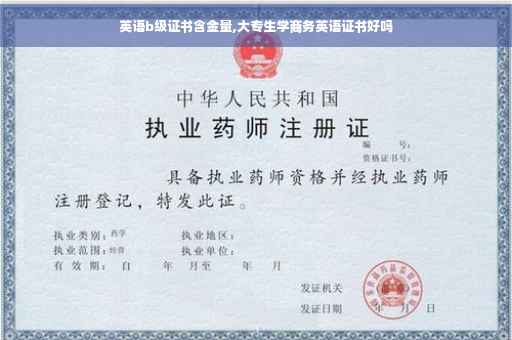 英语b级证书含金量,大专生学商务英语证书好吗
中华人民共和国
执业药师注册证
编 号:
资格证书号:
具备执业药师资格并经执业药师
注册登记，特发此证。
执业类别: 药学 执业地区:
执业范围: 经营 执业单位:
有 效 期: 自 年 月至 年 月
发证机关
发证日期 年 月 日